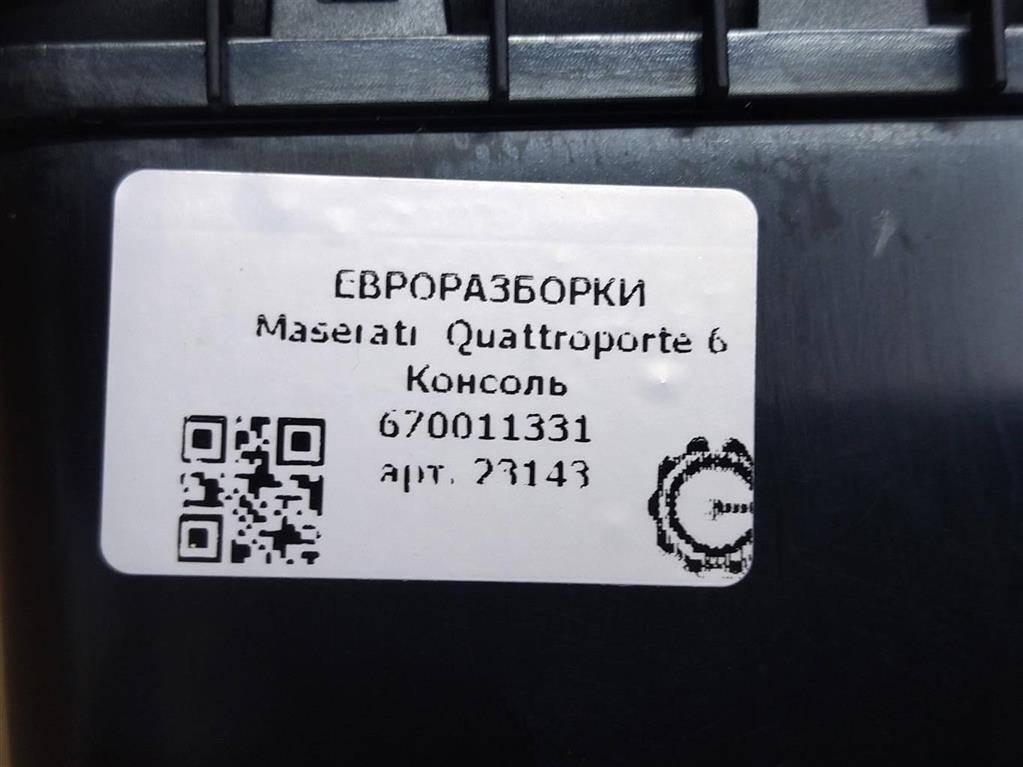 ЕВРОРАЗБОРКИ
Maserati Quattroporte 6
Консоль
670011331
арт. 23143